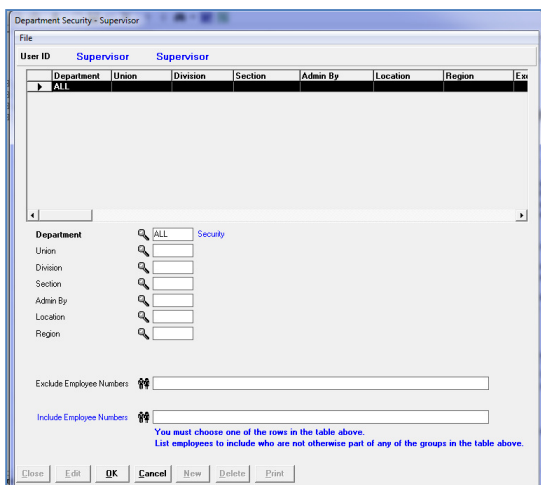 Department Security - Supervisor
File
User ID Supervisor Supervisor
Department Union Division Section Admin By Location Region Exc
ALL
Department ALL Security
Union
Division
Section
Admin By
Location
Region
Exclude Employee Numbers
Include Employee Numbers
You must choose one of the rows in the table above.
List employees to include who are not otherwise part of any of the groups in the table above.
Close Edit OK Cancel New Delete Print